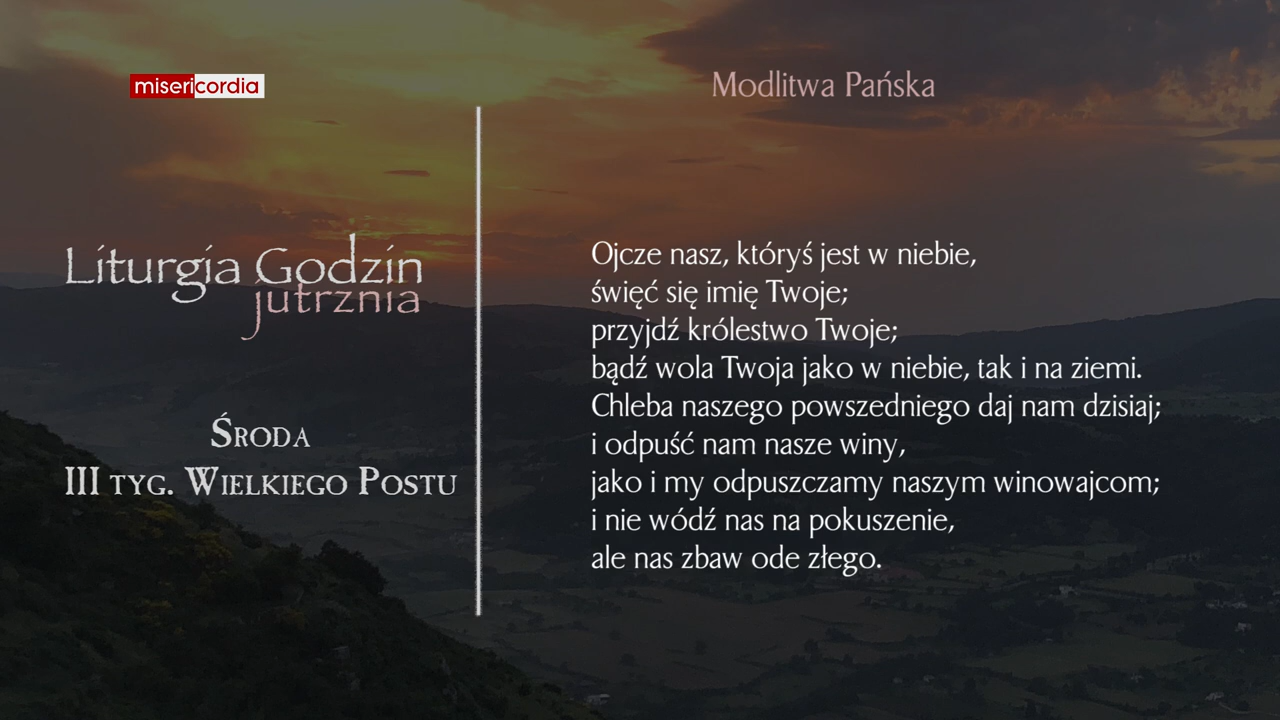 misericordia
Liturgia Godzin
jutrznia
Środa
III tyg. Wielkiego Postu
Modlitwa Pańska
Ojcze nasz, któryś jest w niebie,
święć się imię Twoje;
przyjdź królestwo Twoje;
bądź wola Twoja jako w niebie, tak i na ziemi.
Chleba naszego powszedniego daj nam dzisiaj;
i odpuść nam nasze winy,
jako i my odpuszczamy naszym winowajcom;
i nie wódź nas na pokuszenie,
ale nas zbaw ode złego.